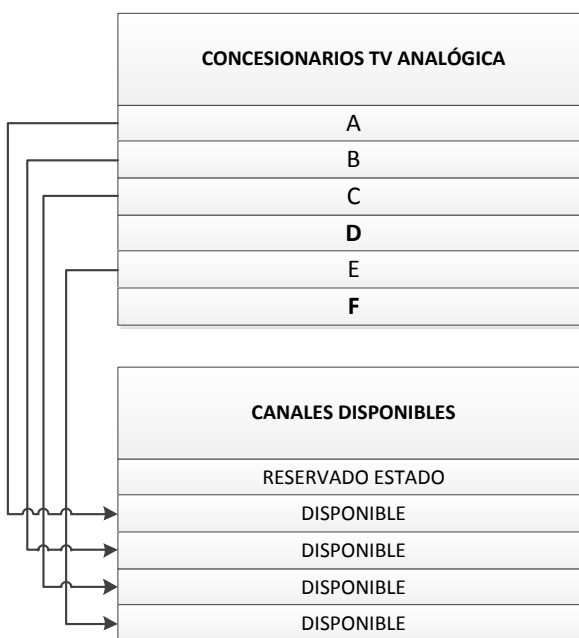 CONCESIONARIOS TV ANALÓGICA
A
B
C
D
E
F
CANALES DISPONIBLES
RESERVADO ESTADO
DISPONIBLE
DISPONIBLE
DISPONIBLE
DISPONIBLE